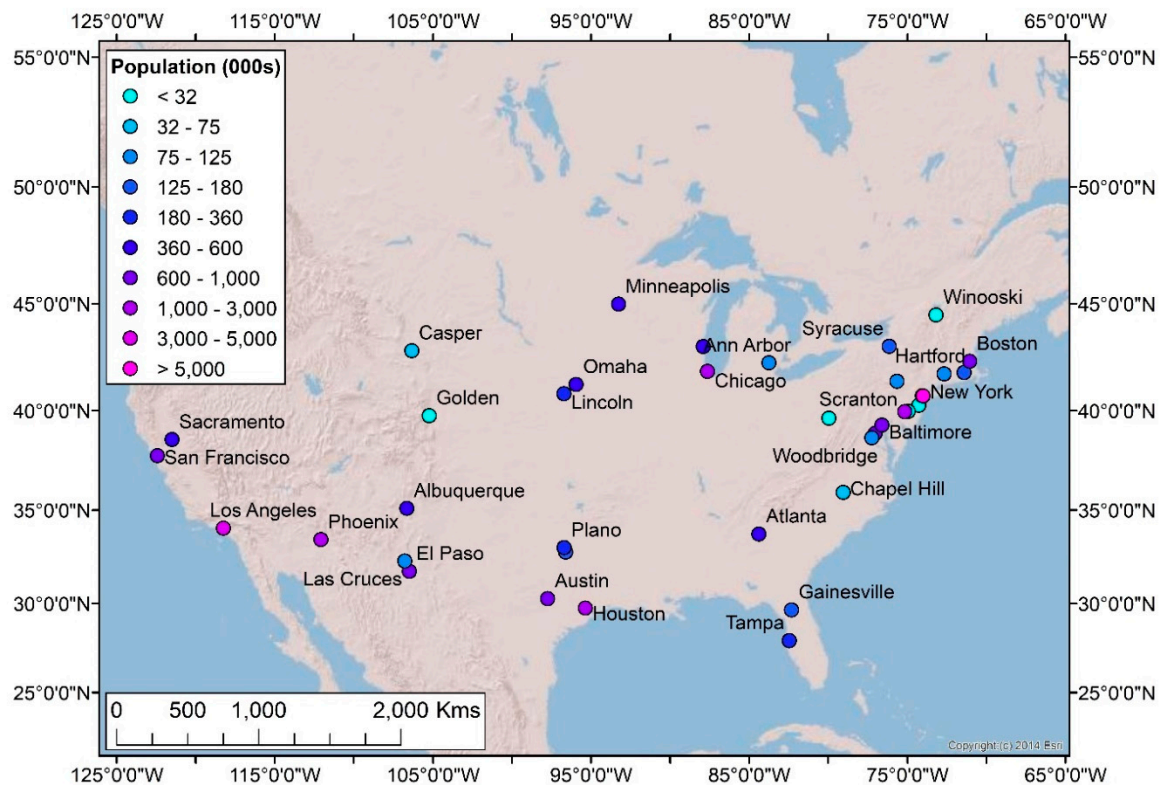 125°0'0"W 115°0'0"W 105°0'0"W 95°0'0"W 85°0'0"W 75°0'0"W 65°0'0"W
55°0'0"N 55°0'0"N
Population (000s)
< 32
32 - 75
75 - 125
125 - 180
180 - 360
360 - 600
600 - 1,000
1,000 - 3,000
3,000 - 5,000
> 5,000
50°0'0"N 50°0'0"N
45°0'0"N 45°0'0"N
Minneapolis
Winooski
Casper
Syracuse
Ann Arbor
Boston
Hartford
Omaha
Chicago
Golden
Lincoln
Scranton
New York
40°0'0"N 40°0'0"N
Sacramento
Baltimore
San Francisco
Woodbridge
Albuquerque
Chapel Hill
35°0'0"N 35°0'0"N
Los Angeles
Phoenix
Plano
Atlanta
El Paso
Las Cruces
Austin
Gainesville
30°0'0"N 30°0'0"N
Houston
Tampa
25°0'0"N 25°0'0"N
0 500 1,000 2,000 Kms
Copyright:(c) 2014 Esri
125°0'0"W 115°0'0"W 105°0'0"W 95°0'0"W 85°0'0"W 75°0'0"W 65°0'0"W